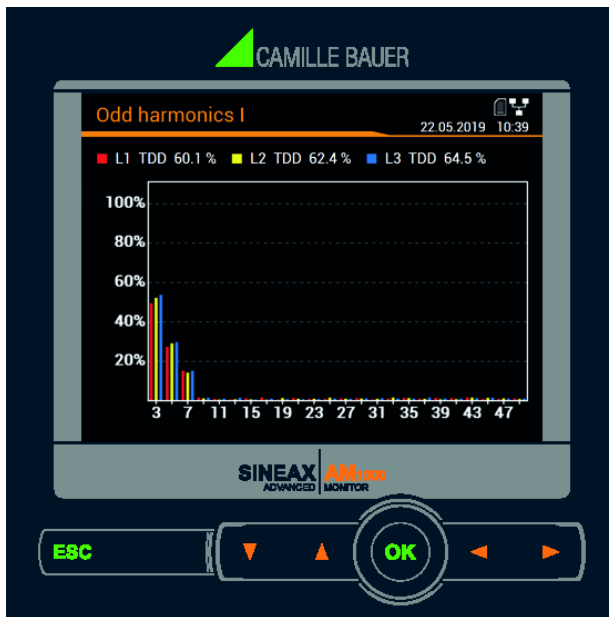 CAMILLE BAUER
Odd harmonics I
22.05.2019 10:39
L1 TDD 60.1 % L2 TDD 62.4 % L3 TDD 64.5 %
100%
80%
60%
40%
20%
3 7 11 15 19 23 27 31 35 39 43 47
SINEAX AM1000
ADVANCED MONITOR
ESC OK